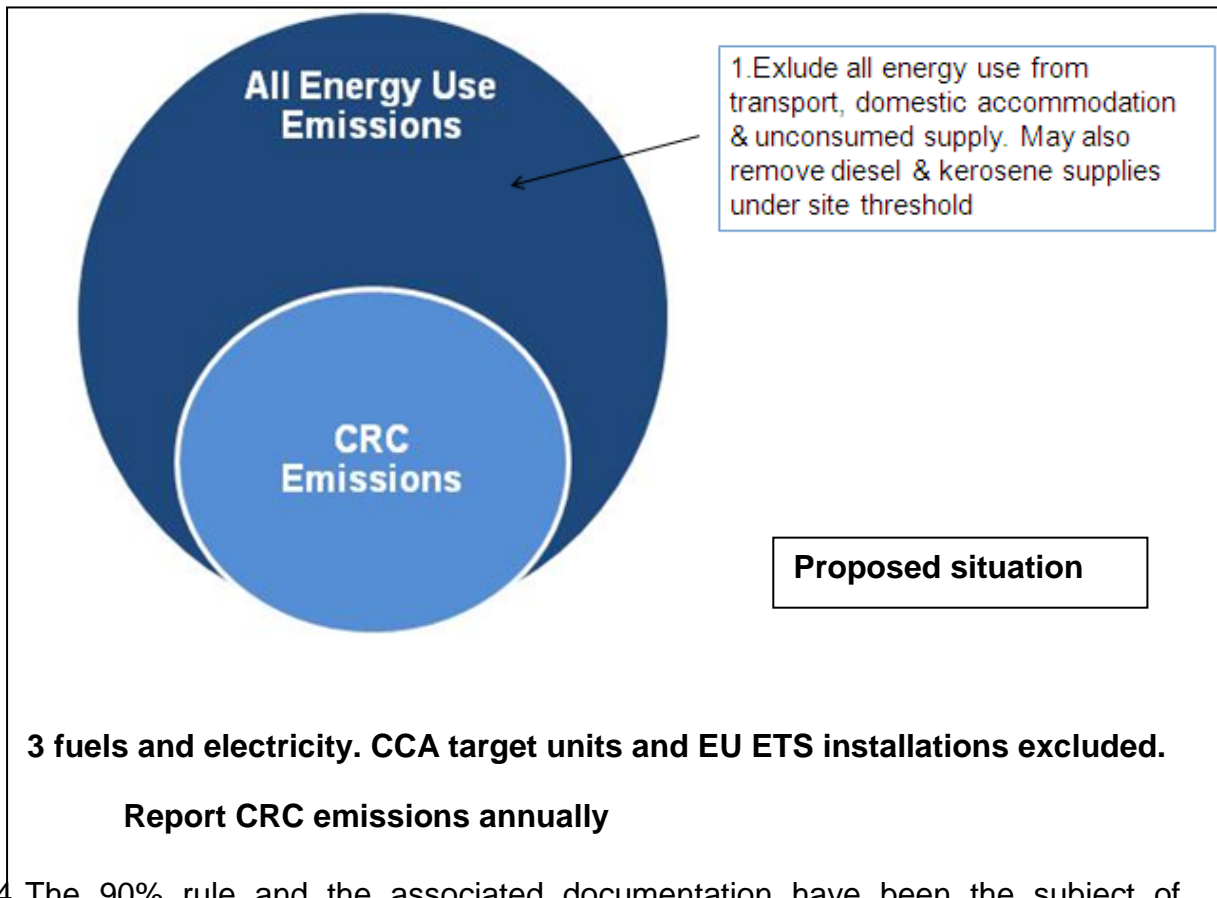 All Energy Use
Emissions
1.Exlude all energy use from
transport, domestic accommodation
& unconsumed supply. May also
remove diesel & kerosene supplies
under site threshold
CRC
Emissions
Proposed situation
3 fuels and electricity. CCA target units and EU ETS installations excluded.
Report CRC emissions annually
4 The 90% rule and the associated documentation have been the subject of